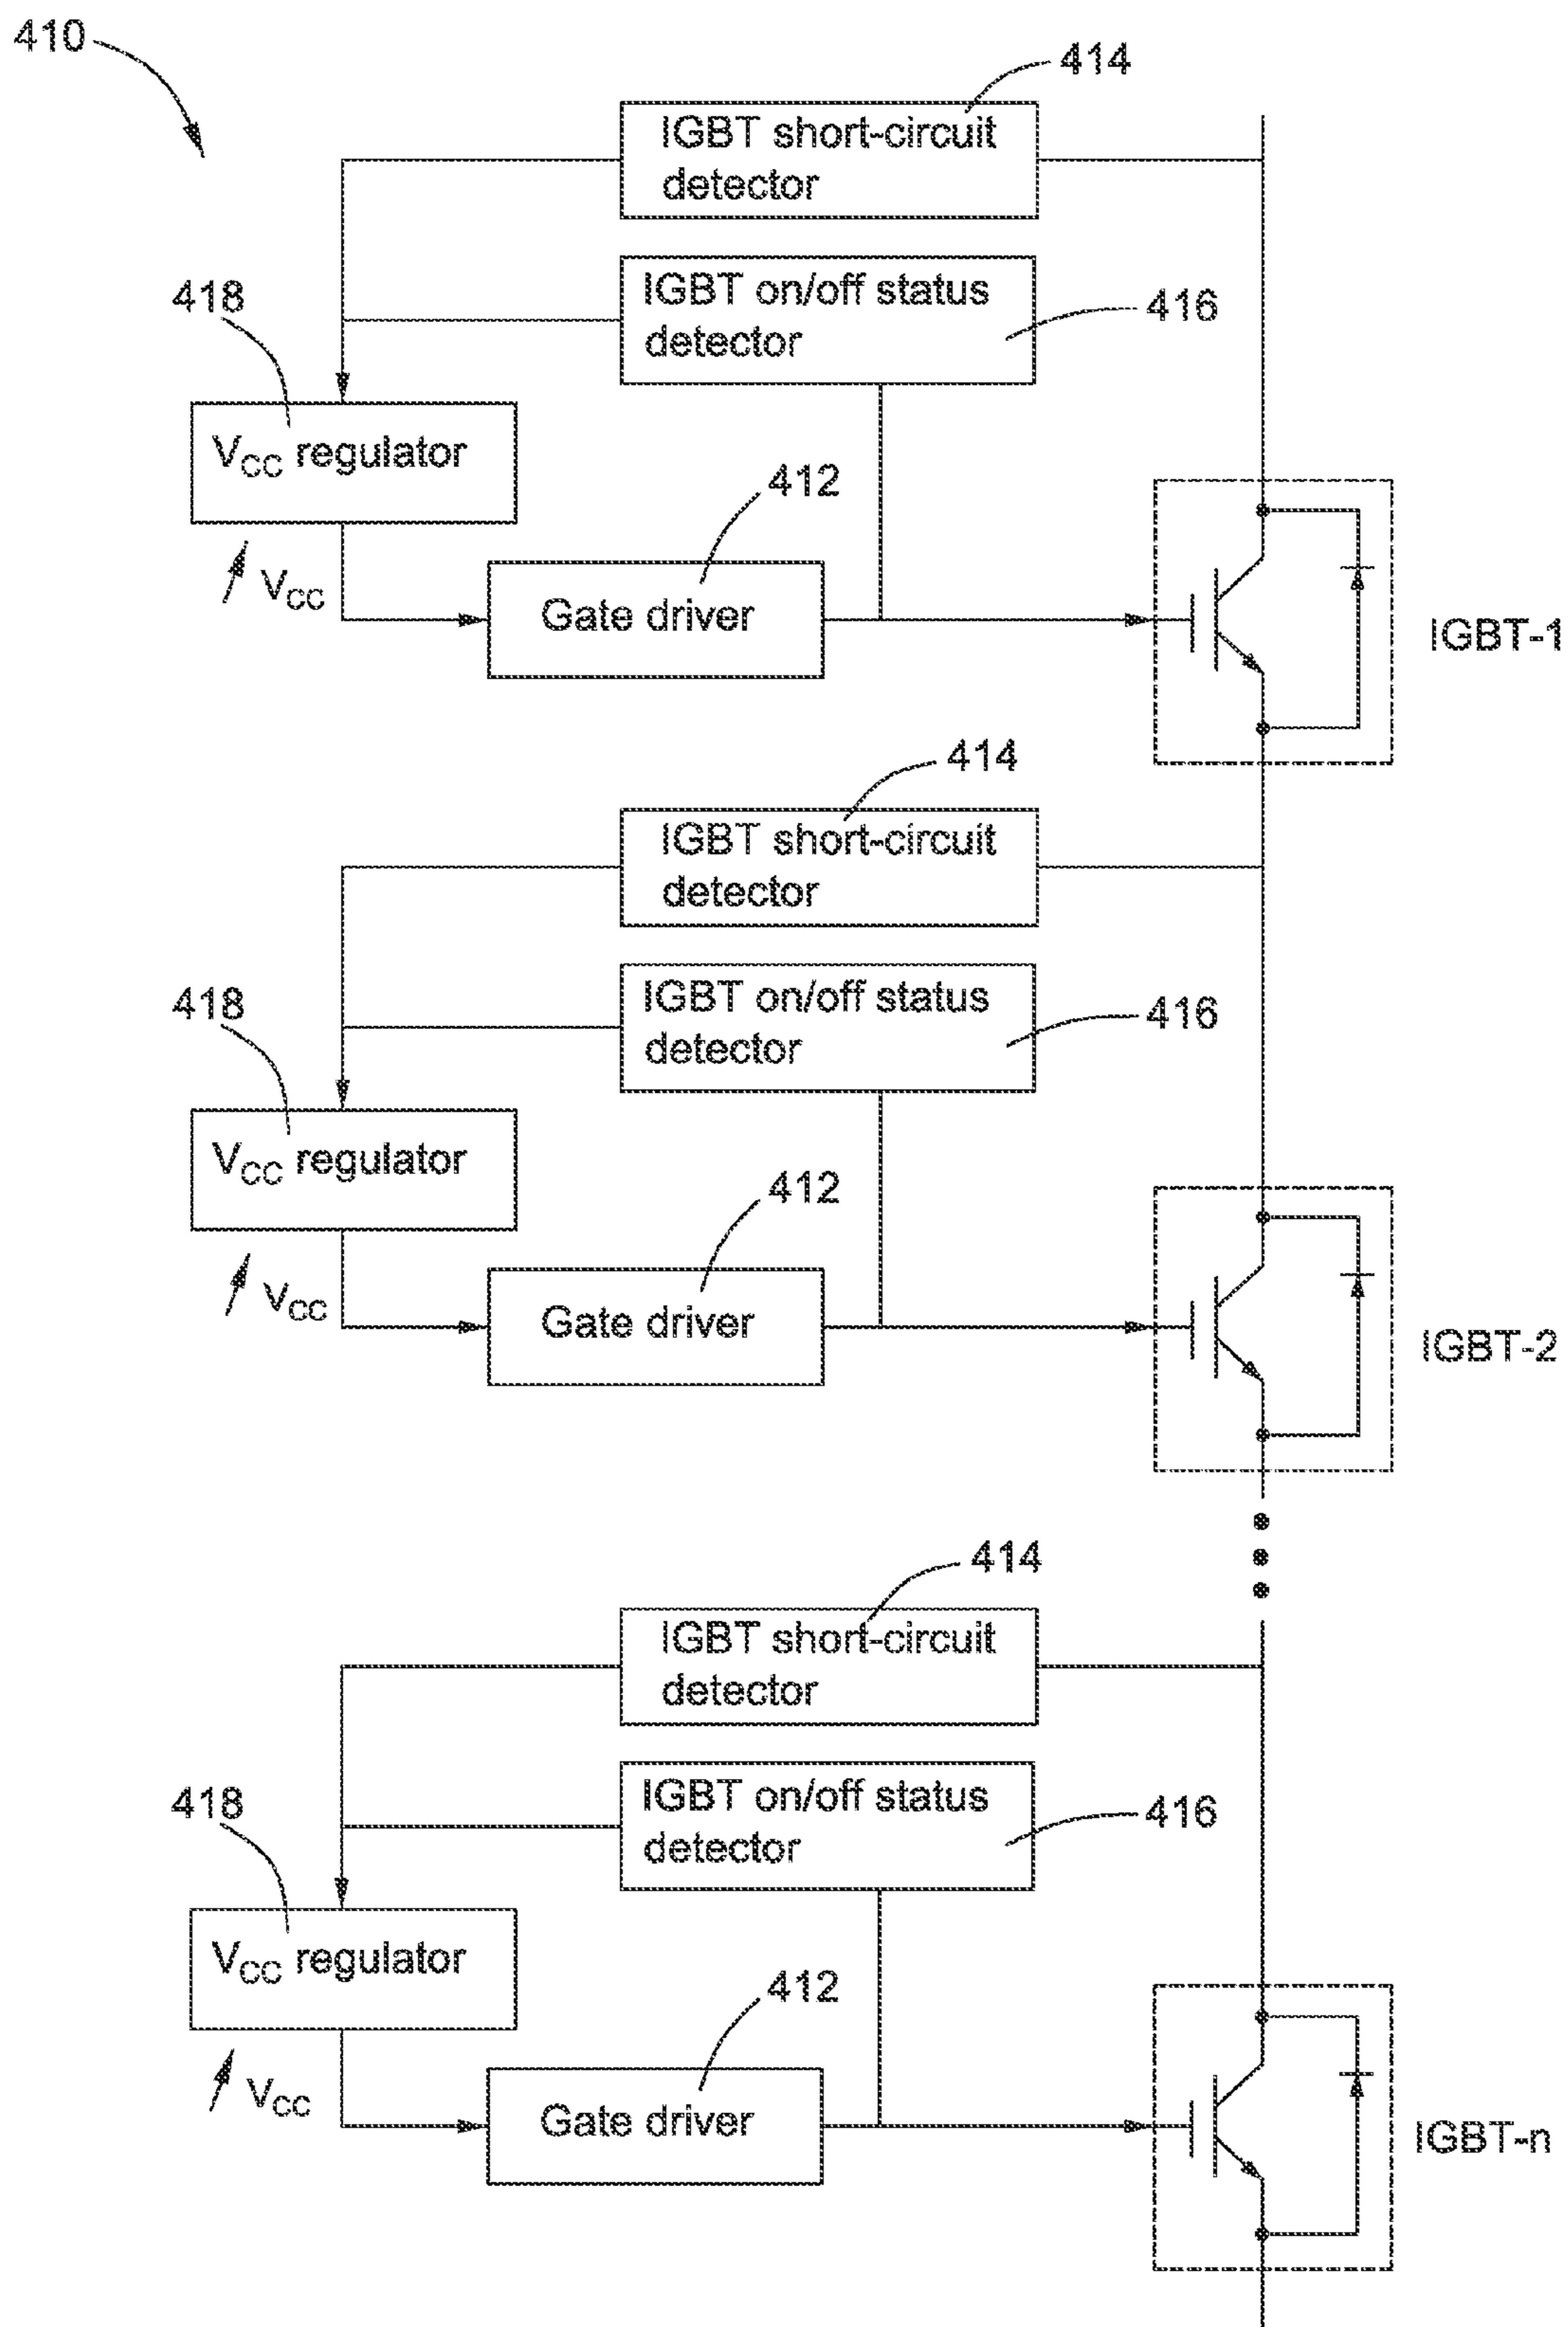 410
414
IGBT short-circuit
detector
418
IGBT on/off status
detector
416
VCC regulator
412
VCC
Gate driver
IGBT-1
414
IGBT short-circuit
detector
418
IGBT on/off status
detector
416
VCC regulator
412
VCC
Gate driver
IGBT-2
414
IGBT short-circuit
detector
418
IGBT on/off status
detector
416
VCC regulator
412
VCC
Gate driver
IGBT-n